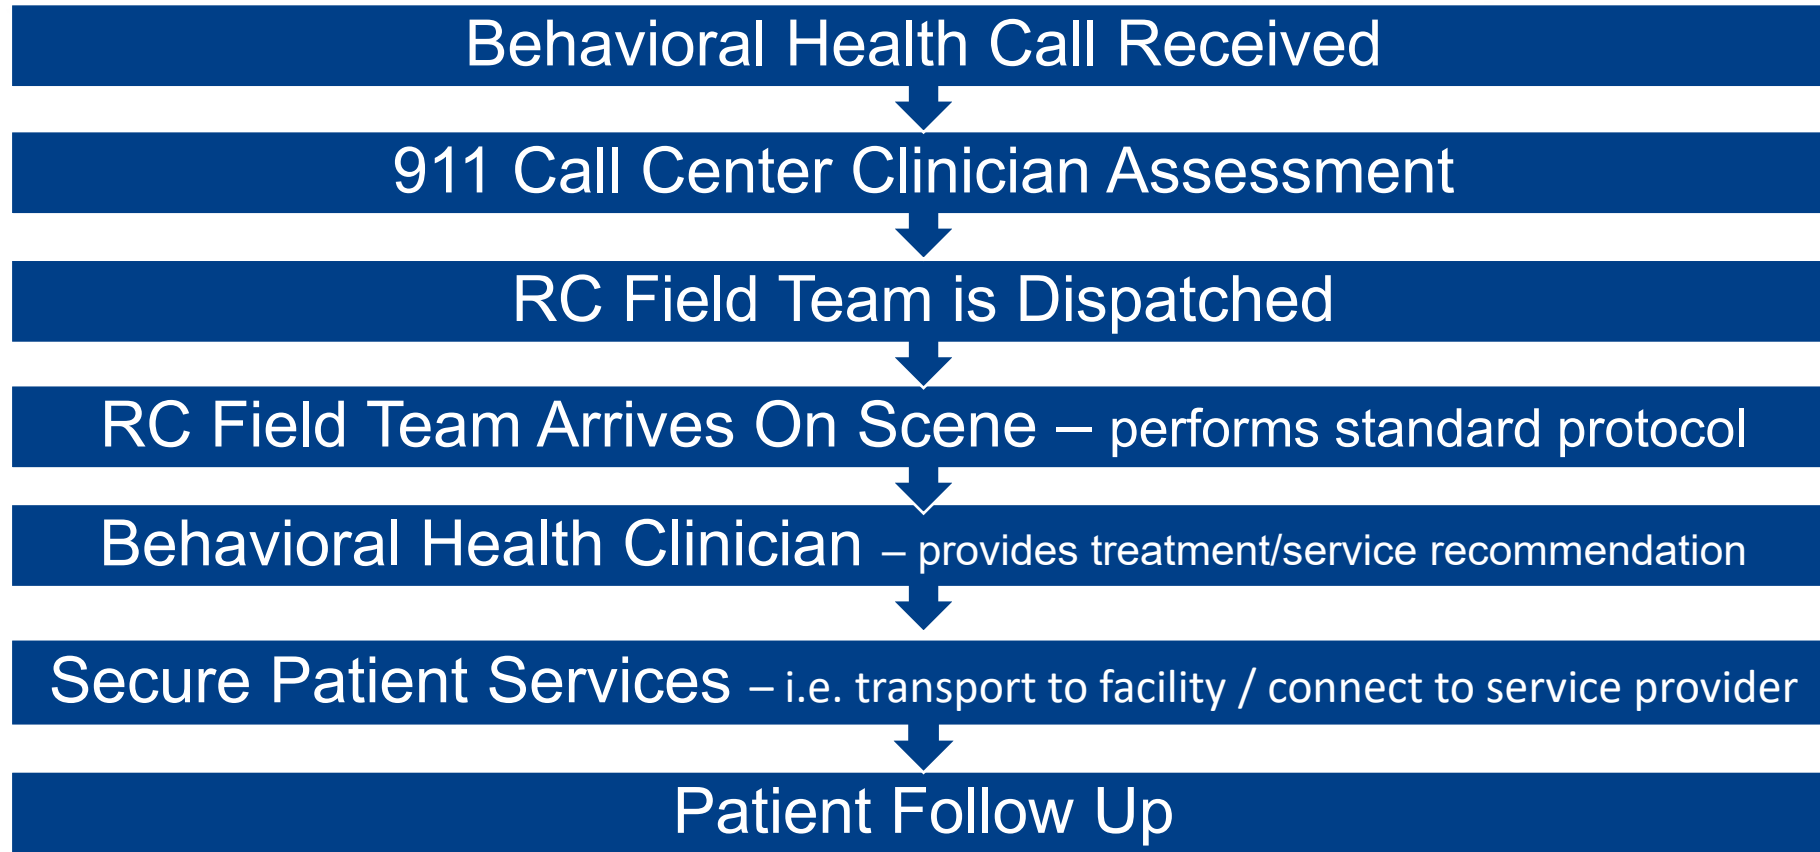 Behavioral Health Call Received
911 Call Center Clinician Assessment
RC Field Team is Dispatched
RC Field Team Arrives On Scene – performs standard protocol
Behavioral Health Clinician – provides treatment/service recommendation
Secure Patient Services – i.e. transport to facility / connect to service provider
Patient Follow Up